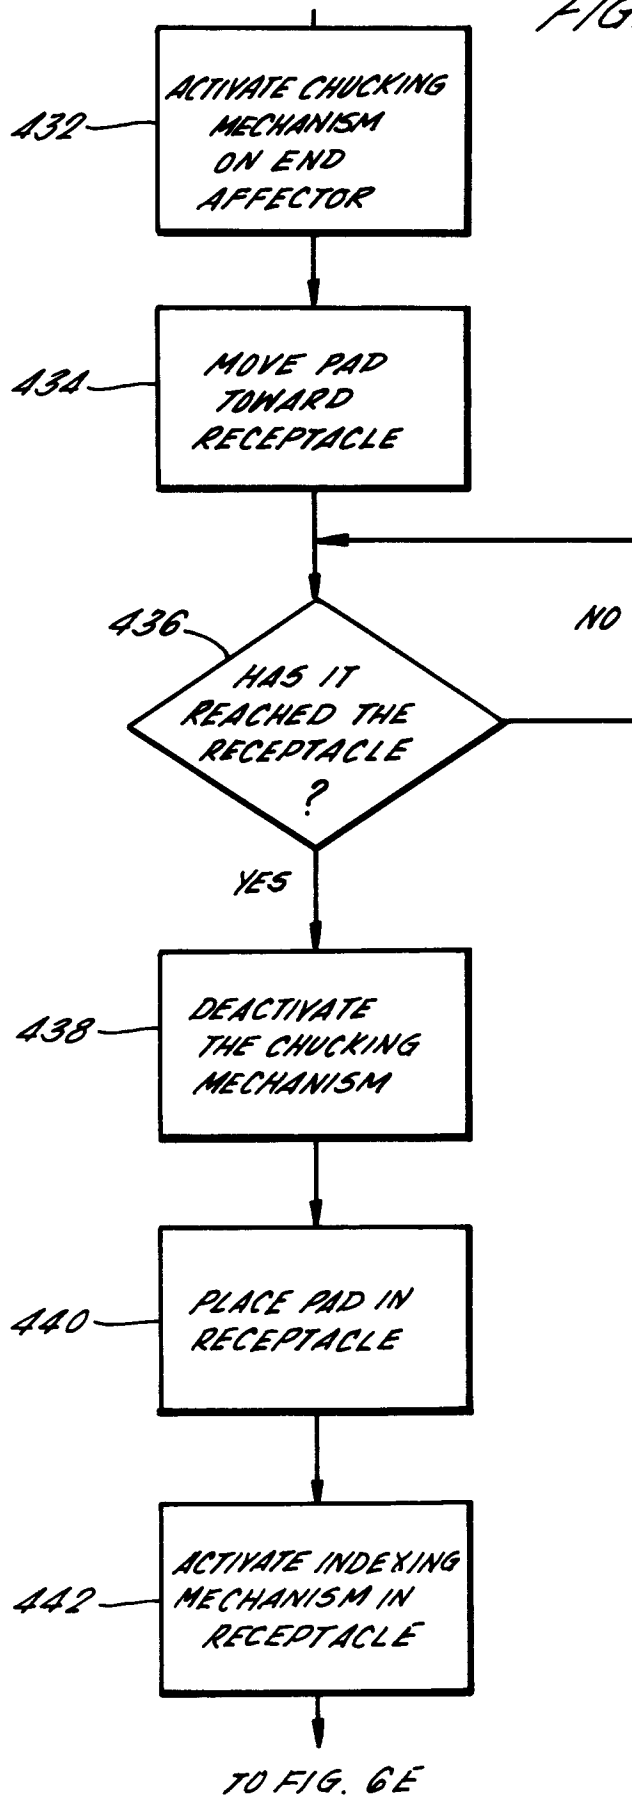 FIG.
ACTIVATE CHUCKING
MECHANISM
ON END
AFFECTOR
432
MOVE PAD
TOWARD
RECEPTACLE
434
436
NO
HAS IT
REACHED THE
RECEPTACLE
?
YES
DEACTIVATE
THE CHUCKING
MECHANISM
438
PLACE PAD IN
RECEPTACLE
440
ACTIVATE INDEXING
MECHANISM IN
RECEPTACLE
442
TO FIG. 6E